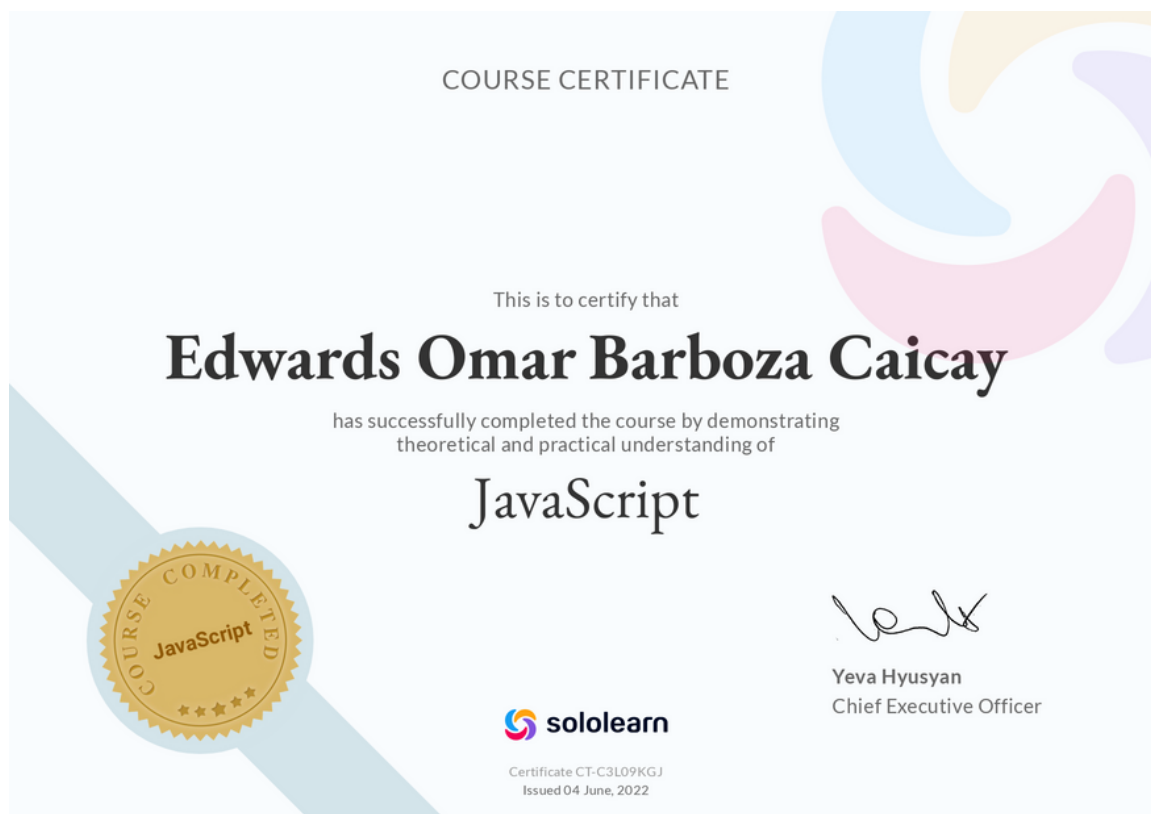 COURSE CERTIFICATE
This is to certify that
Edwards Omar Barboza Caicay
has successfully completed the course by demonstrating
theoretical and practical understanding of
JavaScript
COURSE COMPLETED
JavaScript
Yeva Hyusyan
Chief Executive Officer
sololearn
Certificate CT-C3L09KGJ
Issued 04 June, 2022